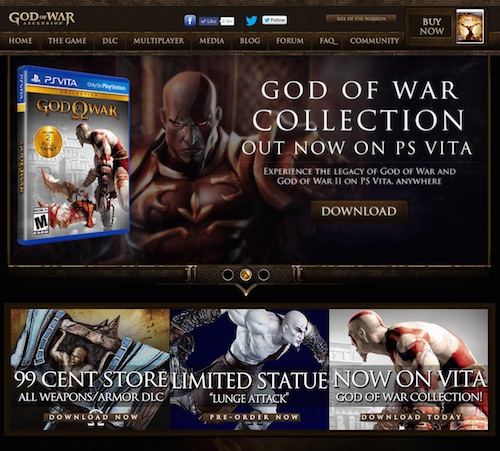 GOD OF WAR
ASCENSION
Like
Follow
RISE OF THE WARRIOR
BUY NOW
HOME THE GAME DLC MULTIPLAYER MEDIA BLOG FORUM FAQ COMMUNITY
PSVITA
Only On PlayStation
COLLECTION
GOD OF WAR
M
GOD OF WAR
COLLECTION
OUT NOW ON PS VITA
EXPERIENCE THE LEGACY OF GOD OF WAR AND
GOD OF WAR II ON PS VITA, ANYWHERE
DOWNLOAD
99 CENT STORE
ALL WEAPONS/ARMOR DLC
DOWNLOAD NOW
LIMITED STATUE
"LUNGE ATTACK"
PRE-ORDER NOW
NOW ON VITA
GOD OF WAR COLLECTION!
DOWNLOAD TODAY